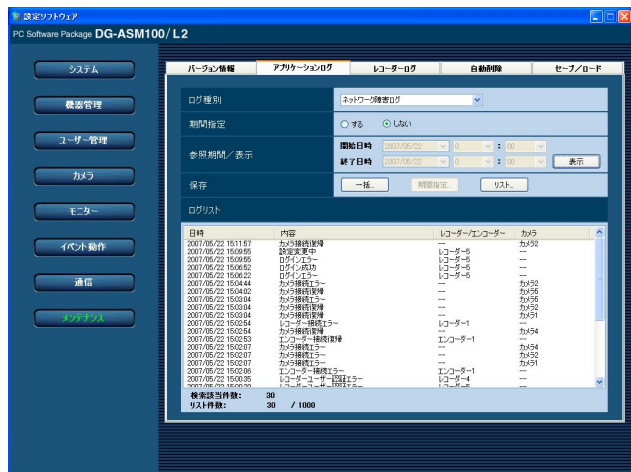 設定ソフトウェア
PC Software Package DG-ASM100/L2
システム
機器管理
ユーザー管理
カメラ
モニター
イベント動作
通信
メンテナンス
バージョン情報 アプリケーションログ レコーダーログ 自動削除 セーブ/ロード
ログ種別 ネットワーク障害ログ
期間指定 する しない
参照期間/表示 開始日時 2007/05/22 0 : 00
終了日時 2007/05/22 0 : 00 表示
保存 一括... 期間指定... リスト...
ログリスト
日時 内容 レコーダー/エンコーダー カメラ
2007/05/22 15:11:57 カメラ接続復帰 --- カメラ52
2007/05/22 15:09:55 設定変更中 レコーダー5 ---
2007/05/22 15:09:55 ログインエラー レコーダー5 ---
2007/05/22 15:06:52 ログイン成功 レコーダー5 ---
2007/05/22 15:06:22 ログインエラー レコーダー5 ---
2007/05/22 15:04:44 カメラ接続エラー --- カメラ52
2007/05/22 15:04:02 カメラ接続復帰 --- カメラ56
2007/05/22 15:03:04 カメラ接続エラー --- カメラ56
2007/05/22 15:03:04 カメラ接続復帰 --- カメラ52
2007/05/22 15:03:04 カメラ接続復帰 --- カメラ51
2007/05/22 15:02:54 レコーダー接続エラー レコーダー1 ---
2007/05/22 15:02:54 カメラ接続復帰 --- カメラ54
2007/05/22 15:02:53 エンコーダー接続復帰 エンコーダー1 ---
2007/05/22 15:02:07 カメラ接続エラー --- カメラ54
2007/05/22 15:02:07 カメラ接続エラー --- カメラ52
2007/05/22 15:02:07 カメラ接続エラー --- カメラ51
2007/05/22 15:02:06 エンコーダー接続エラー エンコーダー1 ---
2007/05/22 15:00:35 レコーダーユーザー認証エラー レコーダー4 ---
検索該当件数: 30
リスト件数: 30 / 1000